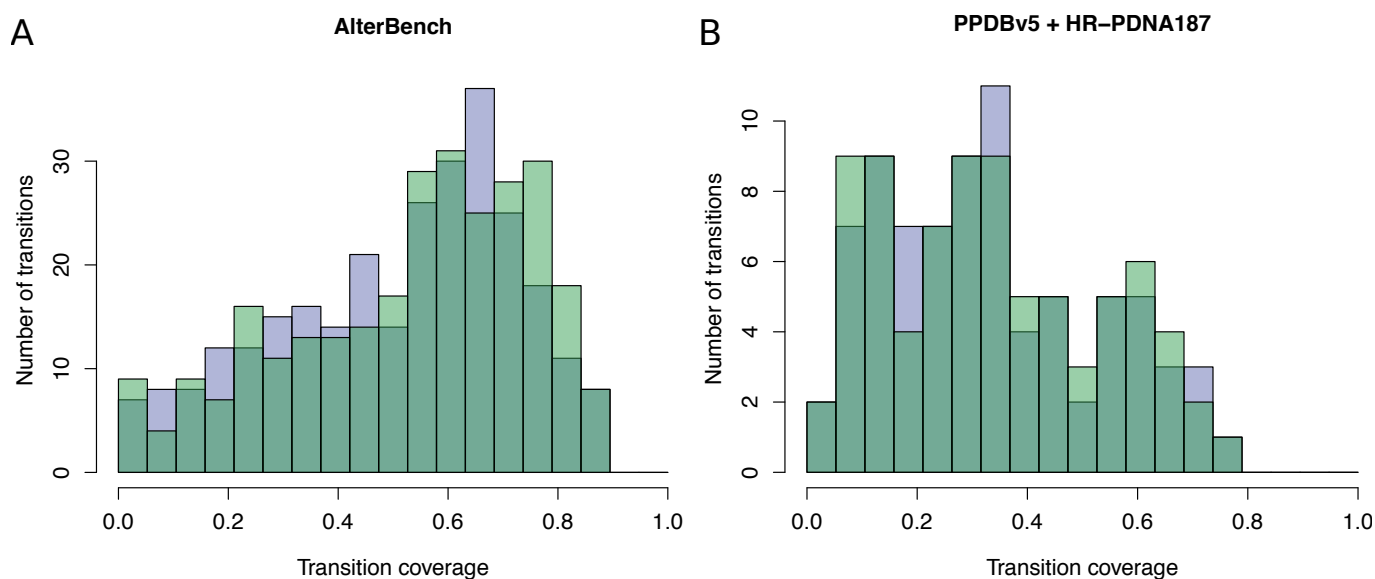 A
AlterBench
Number of transitions
0
10
20
30
0.0
0.2
0.4
0.6
0.8
1.0
Transition coverage
B
PPDBv5 + HR−PDNA187
Number of transitions
0
2
4
6
8
10
0.0
0.2
0.4
0.6
0.8
1.0
Transition coverage